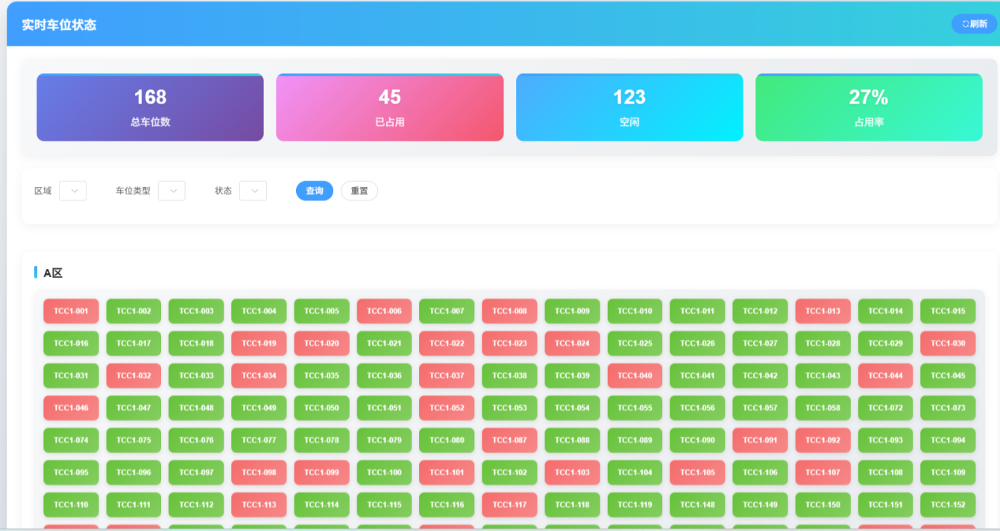 实时车位状态
刷新
168 45 123 27%
总车位数 已占用 空闲 占用率
区域 车位类型 状态 查询 重置
A区
TCC1-001 TCC1-002 TCC1-003 TCC1-004 TCC1-005 TCC1-006 TCC1-007 TCC1-008 TCC1-009 TCC1-010 TCC1-011 TCC1-012 TCC1-013 TCC1-014 TCC1-015
TCC1-016 TCC1-017 TCC1-018 TCC1-019 TCC1-020 TCC1-021 TCC1-022 TCC1-023 TCC1-024 TCC1-025 TCC1-026 TCC1-027 TCC1-028 TCC1-029 TCC1-030
TCC1-031 TCC1-032 TCC1-033 TCC1-034 TCC1-035 TCC1-036 TCC1-037 TCC1-038 TCC1-039 TCC1-040 TCC1-041 TCC1-042 TCC1-043 TCC1-044 TCC1-045
TCC1-046 TCC1-047 TCC1-048 TCC1-049 TCC1-050 TCC1-051 TCC1-052 TCC1-053 TCC1-054 TCC1-055 TCC1-056 TCC1-057 TCC1-058 TCC1-072 TCC1-073
TCC1-074 TCC1-075 TCC1-076 TCC1-077 TCC1-078 TCC1-079 TCC1-080 TCC1-087 TCC1-088 TCC1-089 TCC1-090 TCC1-091 TCC1-092 TCC1-093 TCC1-094
TCC1-095 TCC1-096 TCC1-097 TCC1-098 TCC1-099 TCC1-100 TCC1-101 TCC1-102 TCC1-103 TCC1-104 TCC1-105 TCC1-106 TCC1-107 TCC1-108 TCC1-109
TCC1-110 TCC1-111 TCC1-112 TCC1-113 TCC1-114 TCC1-115 TCC1-116 TCC1-117 TCC1-118 TCC1-119 TCC1-148 TCC1-149 TCC1-150 TCC1-151 TCC1-152